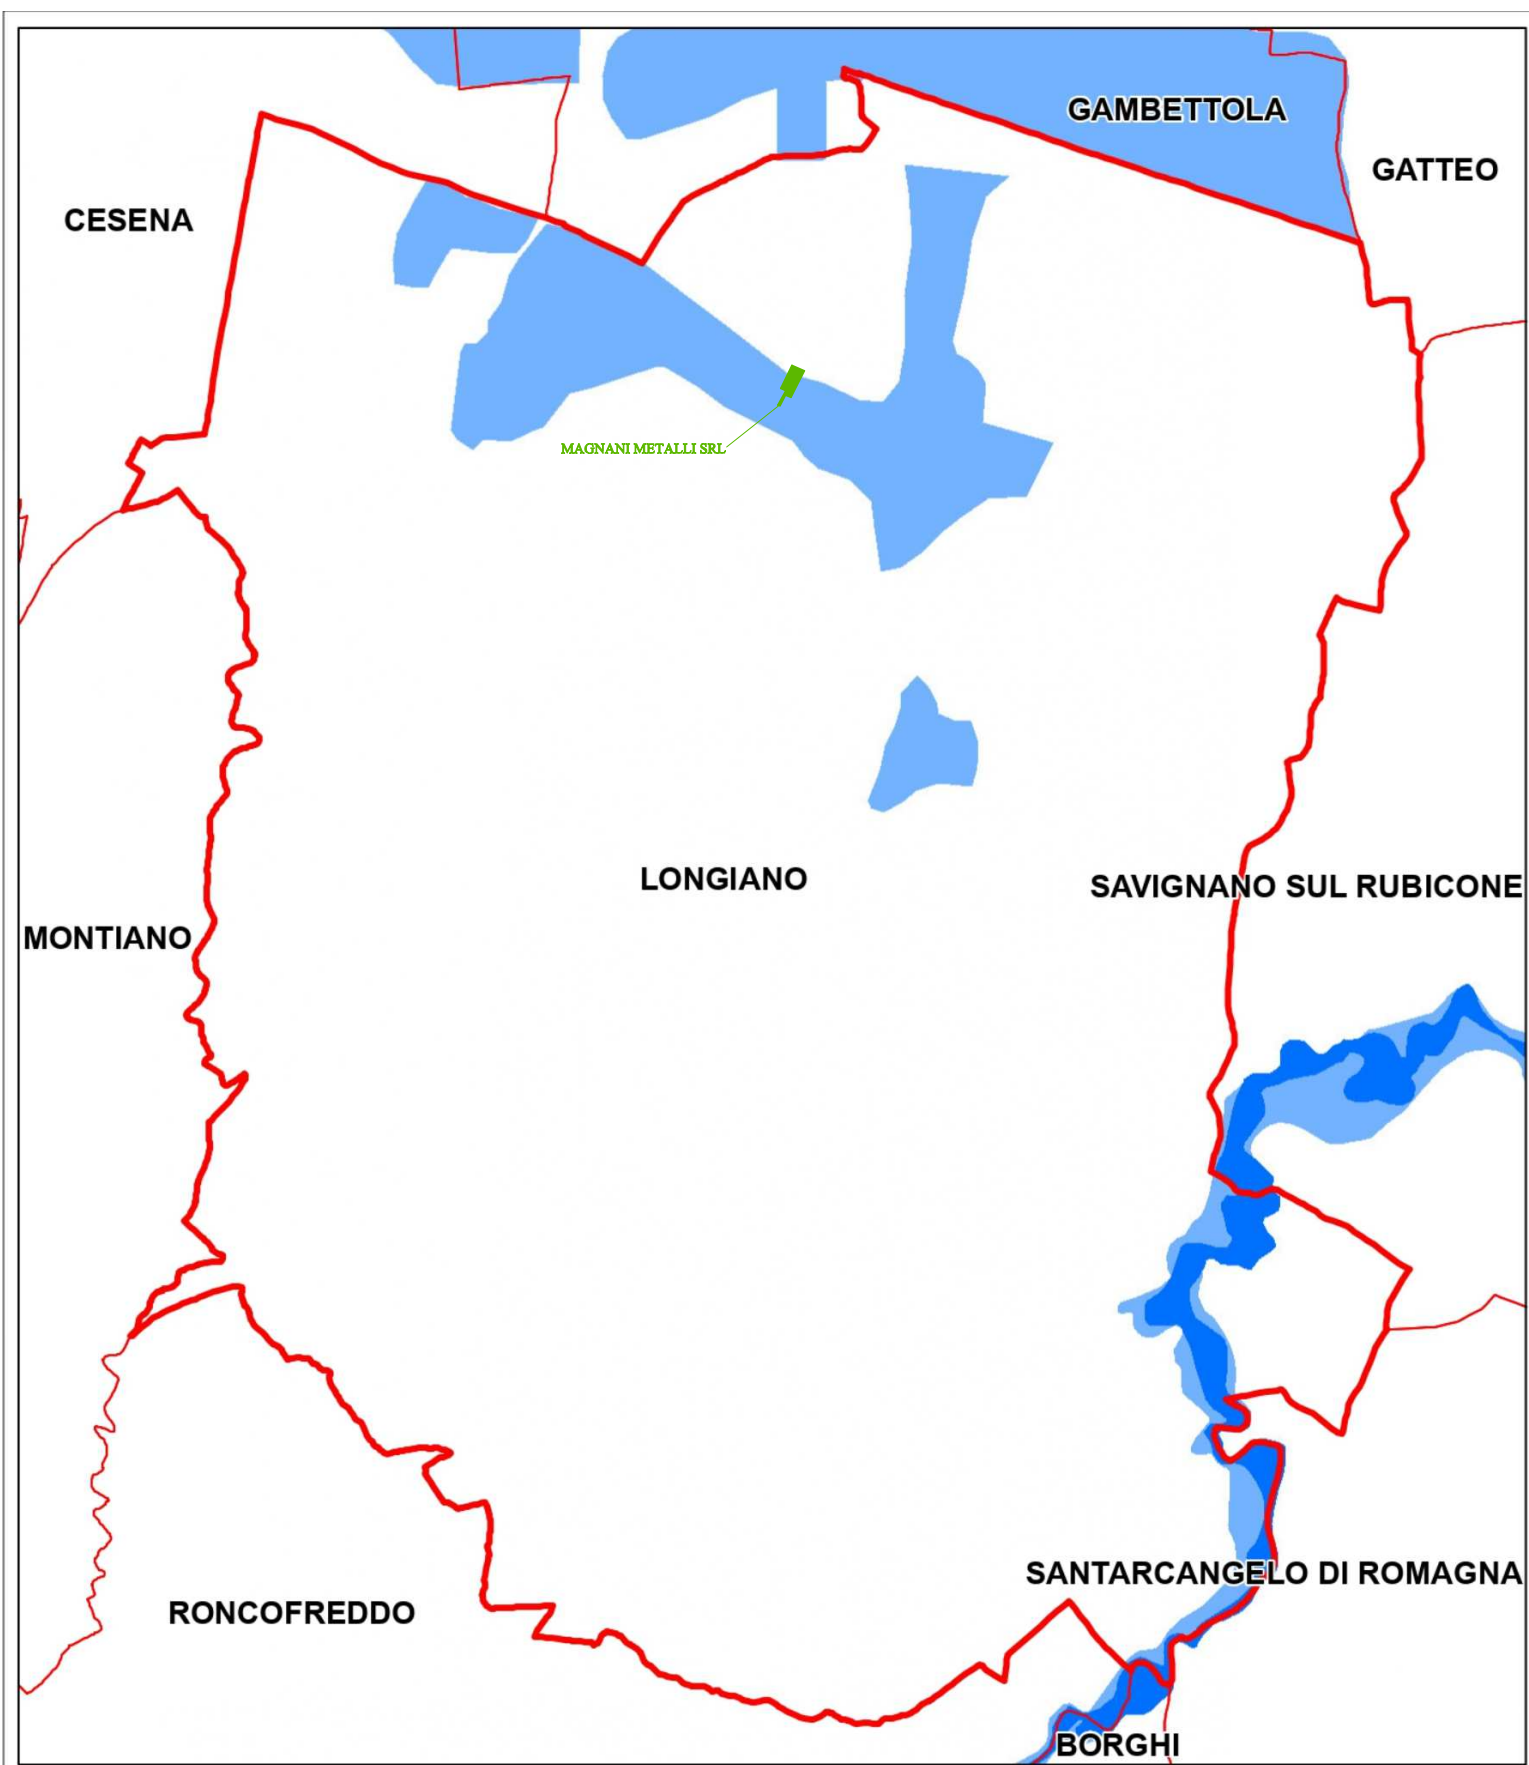 GAMBETTOLA
GATTEO
CESENA
MAGNANI METALLI SRL
LONGIANO
SAVIGNANO SUL RUBICONE
MONTIANO
SANTARCANGELO DI ROMAGNA
RONCOFREDDO
BORGHI